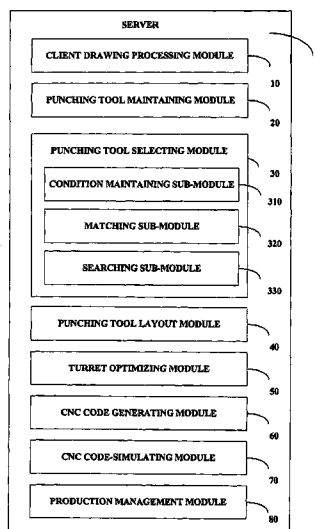 SERVER
CLIENT DRAWING PROCESSING MODULE
10
PUNCHING TOOL MAINTAINING MODULE
20
PUNCHING TOOL SELECTING MODULE
30
CONDITION MAINTAINING SUB-MODULE
310
MATCHING SUB-MODULE
320
SEARCHING SUB-MODULE
330
PUNCHING TOOL LAYOUT MODULE
40
TURRET OPTIMIZING MODULE
50
CNC CODE GENERATING MODULE
60
CNC CODE-SIMULATING MODULE
70
PRODUCTION MANAGEMENT MODULE
80